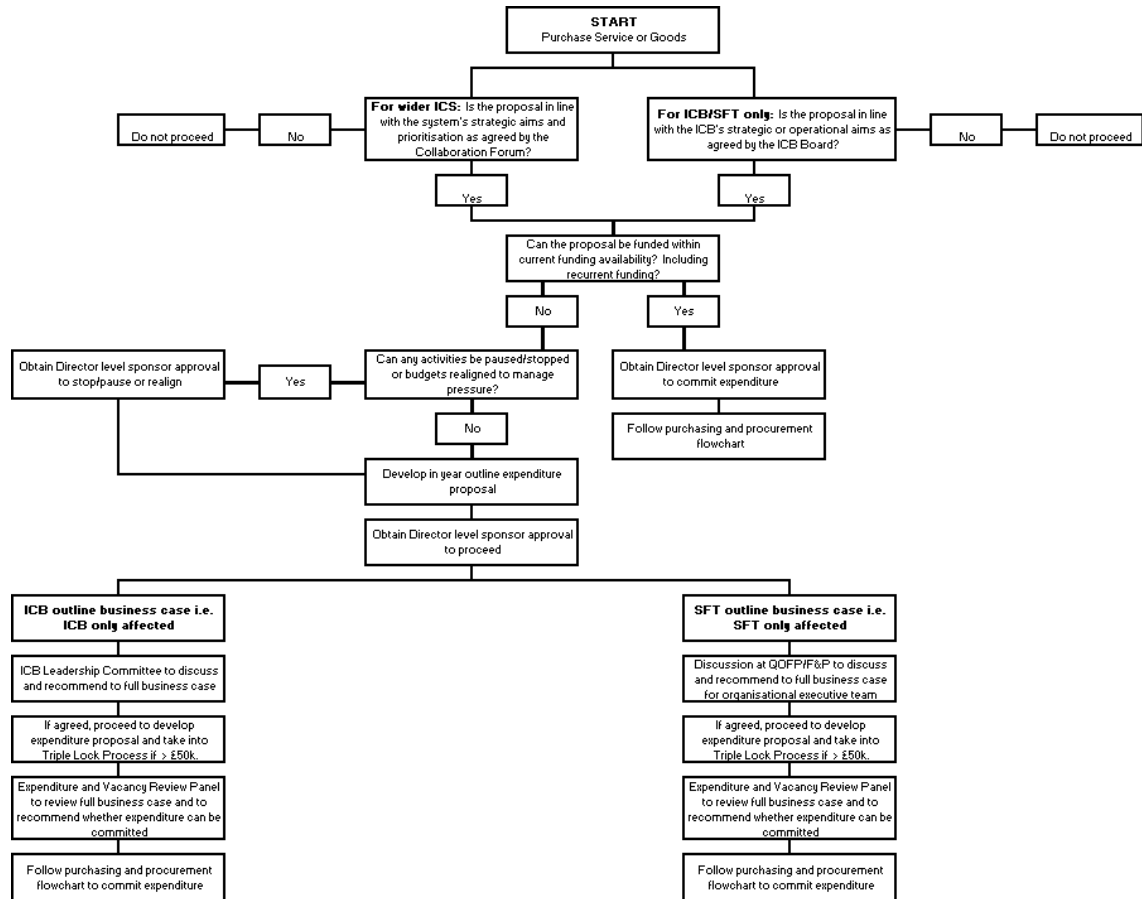 START
Purchase Service or Goods
For wider ICS: Is the proposal in line
with the system's strategic aims and
prioritisation as agreed by the
Collaboration Forum?
For ICB/SFT only: Is the proposal in line
with the ICB's strategic or operational aims as
agreed by the ICB Board?
Do not proceed
No
No
Do not proceed
Yes
Yes
Can the proposal be funded within
current funding availability? Including
recurrent funding?
No
Yes
Obtain Director level sponsor approval
to stop/pause or realign
Yes
Can any activities be paused/stopped
or budgets realigned to manage
pressure?
Obtain Director level sponsor approval
to commit expenditure
No
Follow purchasing and procurement
flowchart
Develop in year outline expenditure
proposal
Obtain Director level sponsor approval
to proceed
ICB outline business case i.e.
ICB only affected
ICB Leadership Committee to discuss
and recommend to full business case
If agreed, proceed to develop
expenditure proposal and take into
Triple Lock Process if > £50k.
Expenditure and Vacancy Review Panel
to review full business case and to
recommend whether expenditure can be
committed
Follow purchasing and procurement
flowchart to commit expenditure
SFT outline business case i.e.
SFT only affected
Discussion at QOFP/F&P to discuss
and recommend to full business case
for organisational executive team
If agreed, proceed to develop
expenditure proposal and take into
Triple Lock Process if > £50k.
Expenditure and Vacancy Review Panel
to review full business case and to
recommend whether expenditure can be
committed
Follow purchasing and procurement
flowchart to commit expenditure